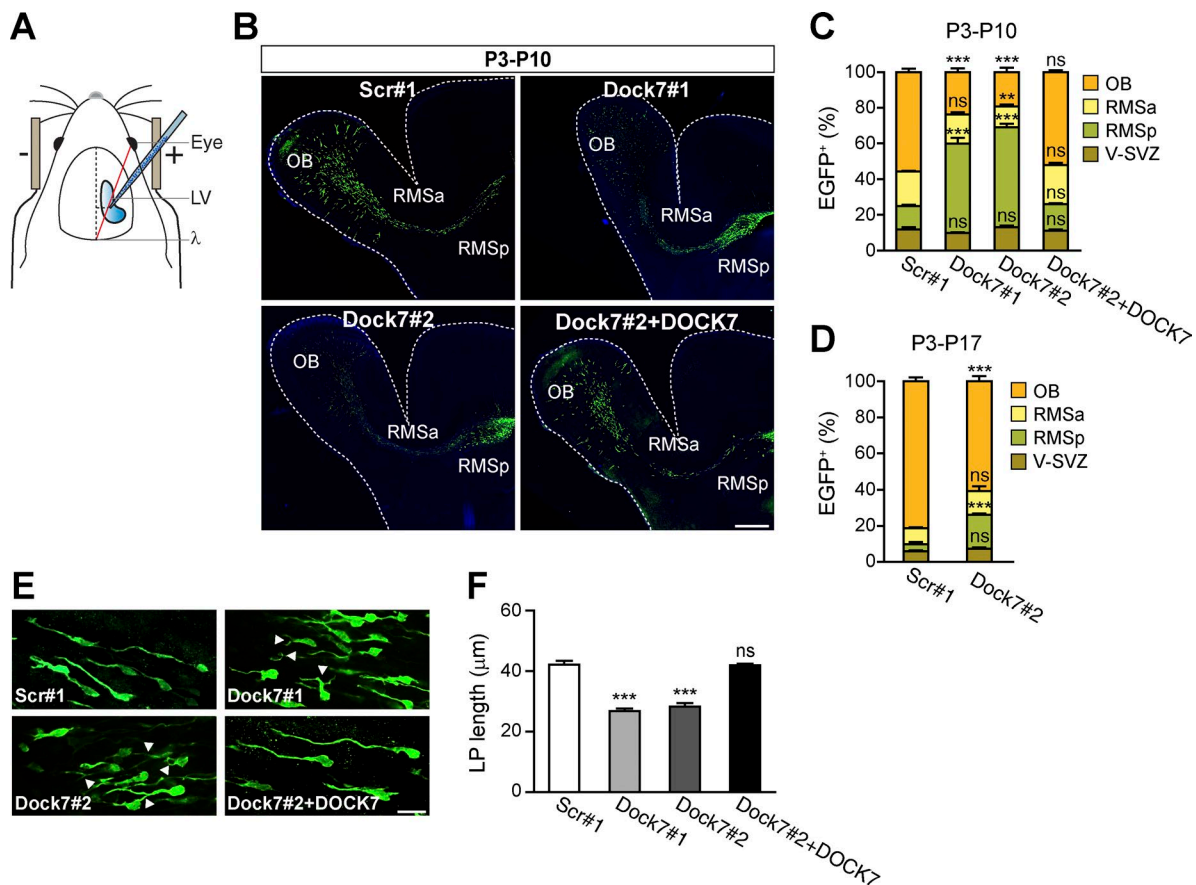 A
-
+
Eye
LV
λ
B
P3-P10
Scr#1
OB
RMSa
RMSp
Dock7#1
OB
RMSa
RMSp
Dock7#2
OB
RMSa
RMSp
Dock7#2+DOCK7
OB
RMSa
RMSp
C
P3-P10
EGFP⁺ (%)
100
80
60
40
20
0
*** *** ns
ns ** ns
*** *** ns
ns ns ns
OB
RMSa
RMSp
V-SVZ
Scr#1
Dock7#1
Dock7#2
Dock7#2+DOCK7
D
P3-P17
EGFP⁺ (%)
100
80
60
40
20
0
***
ns
***
ns
OB
RMSa
RMSp
V-SVZ
Scr#1
Dock7#2
E
Scr#1
Dock7#1
Dock7#2
Dock7#2+DOCK7
F
LP length (μm)
60
40
20
0
*** *** ns
Scr#1
Dock7#1
Dock7#2
Dock7#2+DOCK7